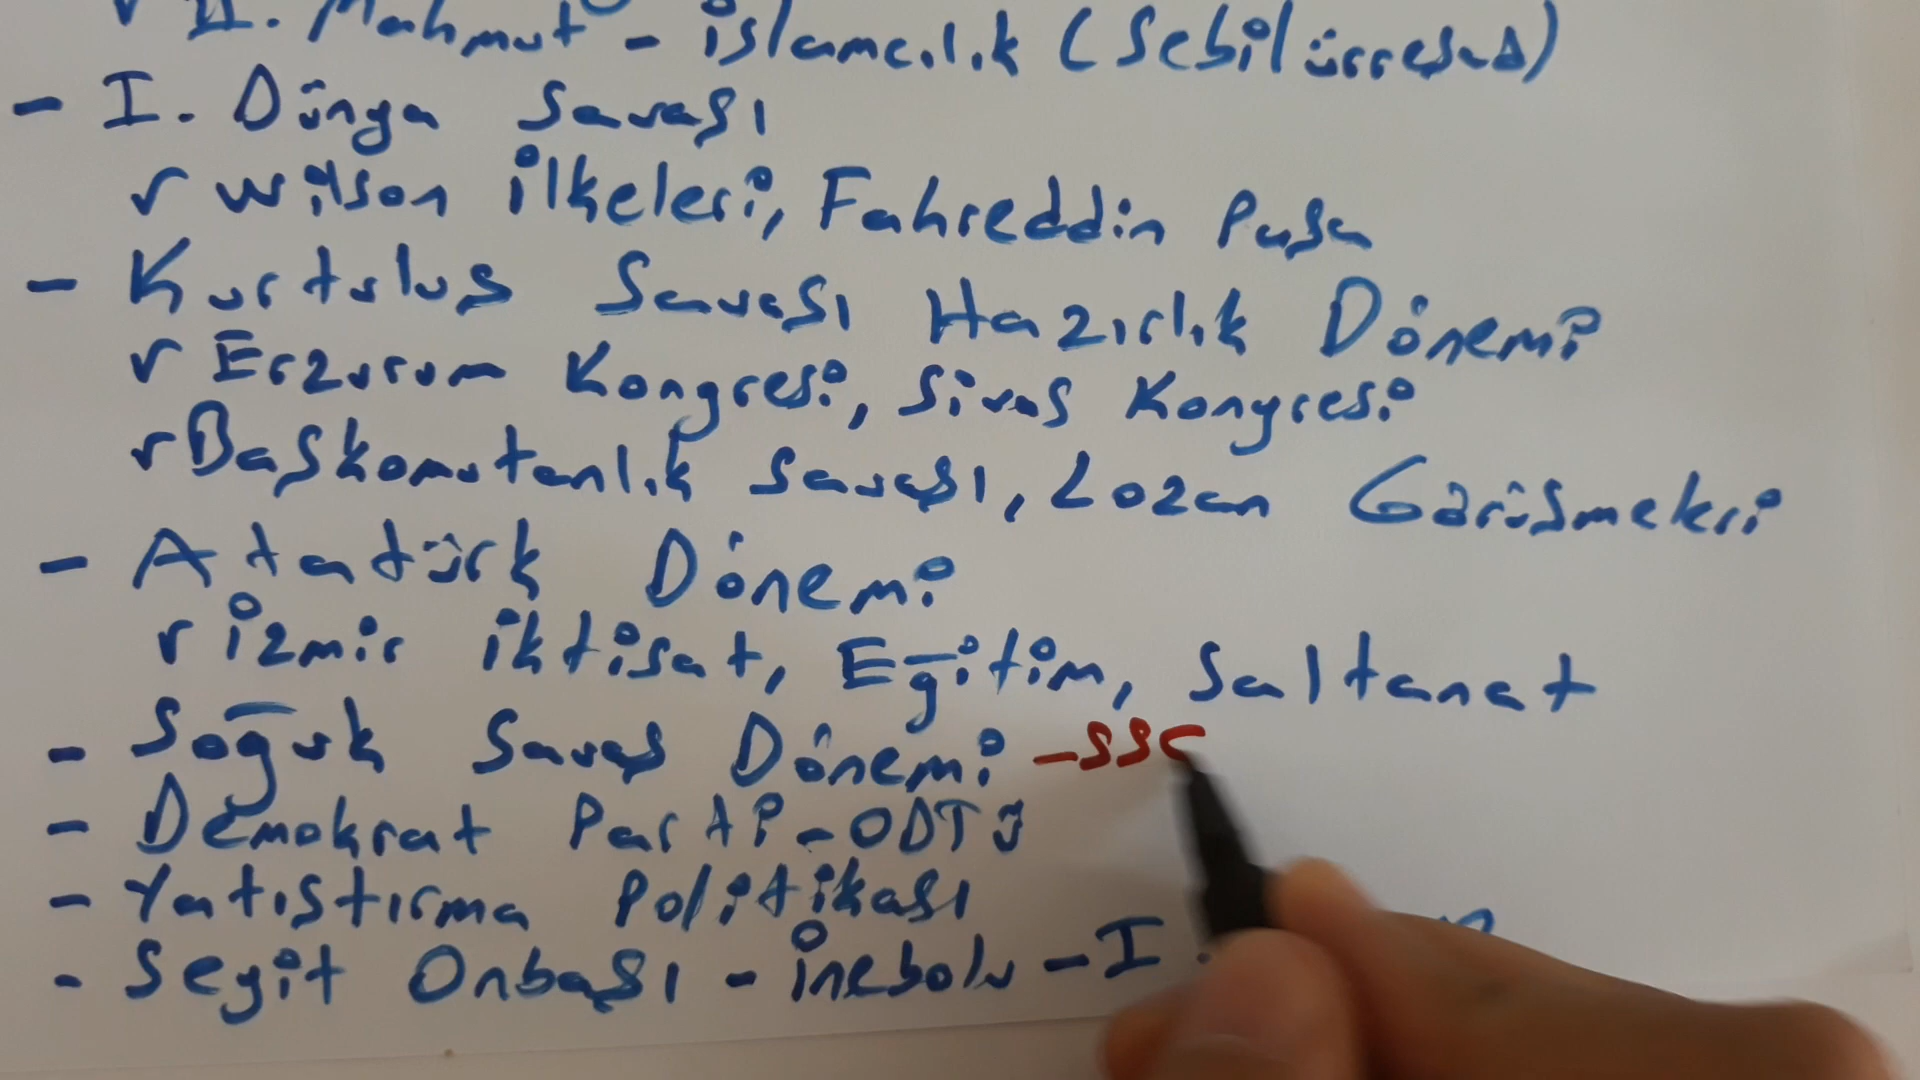 ✓ II. Mahmut - İslamcılık (Sebilürreşad)
- I. Dünya Savaşı
✓ Wilson İlkeleri, Fahreddin Paşa
- Kurtuluş Savaşı Hazırlık Dönemi
✓ Erzurum Kongresi, Sivas Kongresi
✓ Başkomutanlık Savaşı, Lozan Görüşmeleri
- Atatürk Dönemi
✓ İzmir iktisat, Eğitim, Saltanat
- Soğuk Savaş Dönemi - SSC
- Demokrat Parti - ODTÜ
- Yatıştırma Politikası
- Seyit Onbaşı - İnebolu - I